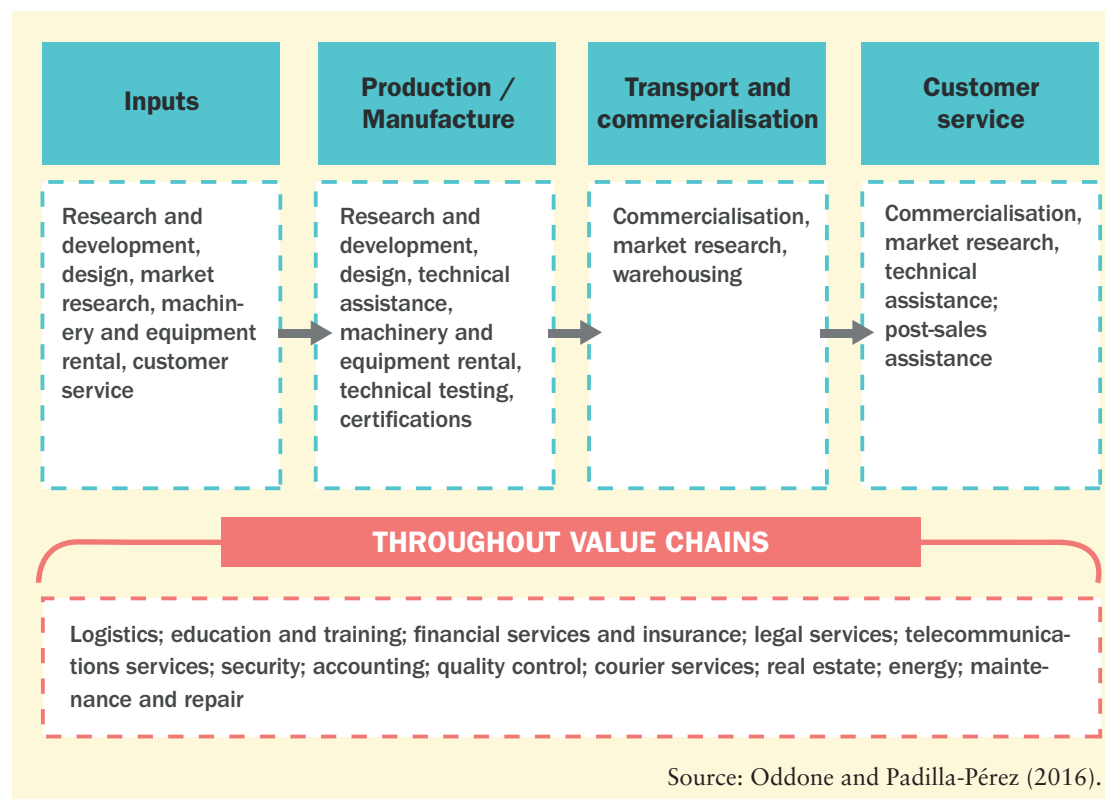 Inputs
Production /
Manufacture
Transport and
commercialisation
Customer
service
Research and
development,
design, market
research, machin-
ery and equipment
rental, customer
service
Research and
development,
design, technical
assistance,
machinery and
equipment rental,
technical testing,
certifications
Commercialisation,
market research,
warehousing
Commercialisation,
market research,
technical
assistance;
post-sales
assistance
THROUGHOUT VALUE CHAINS
Logistics; education and training; financial services and insurance; legal services; telecommunica-
tions services; security; accounting; quality control; courier services; real estate; energy; mainte-
nance and repair
Source: Oddone and Padilla-Pérez (2016).